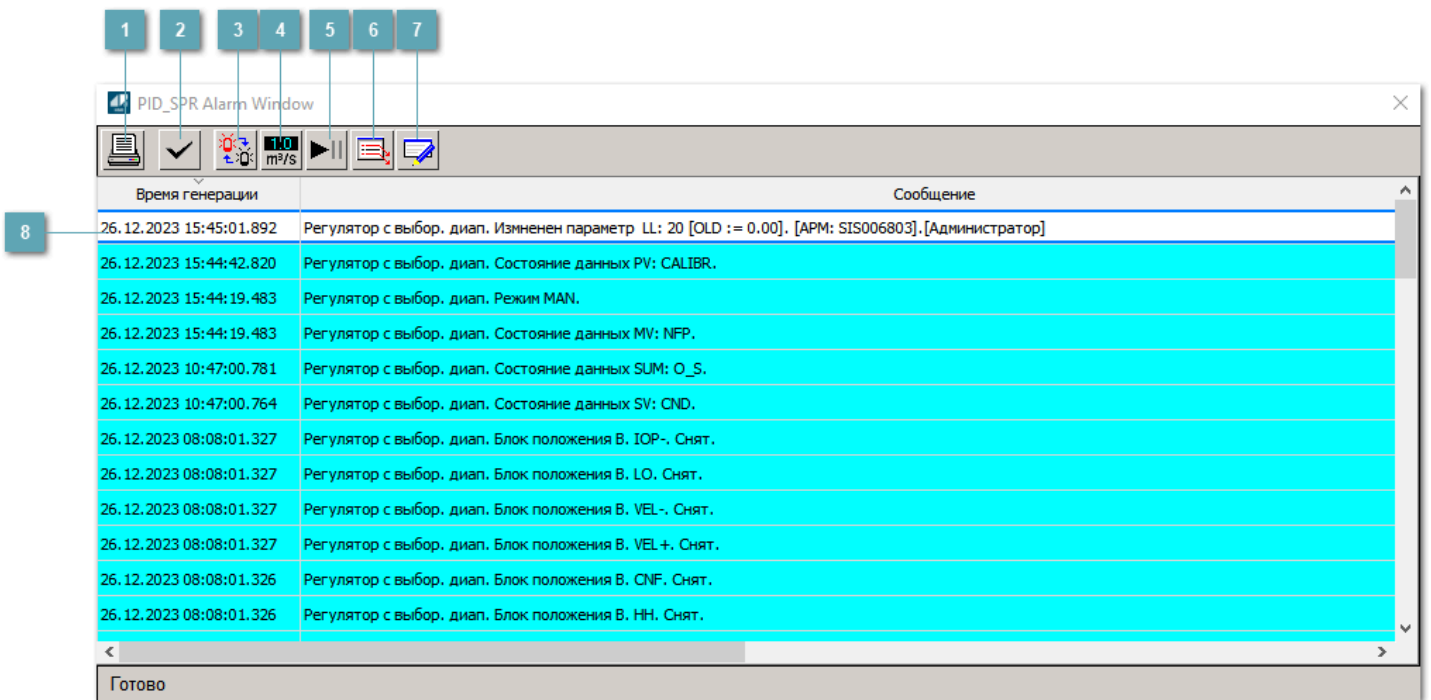 1 2 3 4 5 6 7
PID_SPR Alarm Window
1.0
m³/s
Время генерации Сообщение
8
26.12.2023 15:45:01.892 Регулятор с выбор. диап. Измненен параметр LL: 20 [OLD := 0.00]. [АРМ: SIS006803].[Администратор]
26.12.2023 15:44:42.820 Регулятор с выбор. диап. Состояние данных PV: CALIBR.
26.12.2023 15:44:19.483 Регулятор с выбор. диап. Режим MAN.
26.12.2023 15:44:19.483 Регулятор с выбор. диап. Состояние данных MV: NFP.
26.12.2023 10:47:00.781 Регулятор с выбор. диап. Состояние данных SUM: O_S.
26.12.2023 10:47:00.764 Регулятор с выбор. диап. Состояние данных SV: CND.
26.12.2023 08:08:01.327 Регулятор с выбор. диап. Блок положения В. IOP-. Снят.
26.12.2023 08:08:01.327 Регулятор с выбор. диап. Блок положения В. LO. Снят.
26.12.2023 08:08:01.327 Регулятор с выбор. диап. Блок положения В. VEL-. Снят.
26.12.2023 08:08:01.327 Регулятор с выбор. диап. Блок положения В. VEL+. Снят.
26.12.2023 08:08:01.326 Регулятор с выбор. диап. Блок положения В. CNF. Снят.
26.12.2023 08:08:01.326 Регулятор с выбор. диап. Блок положения В. HH. Снят.
Готово